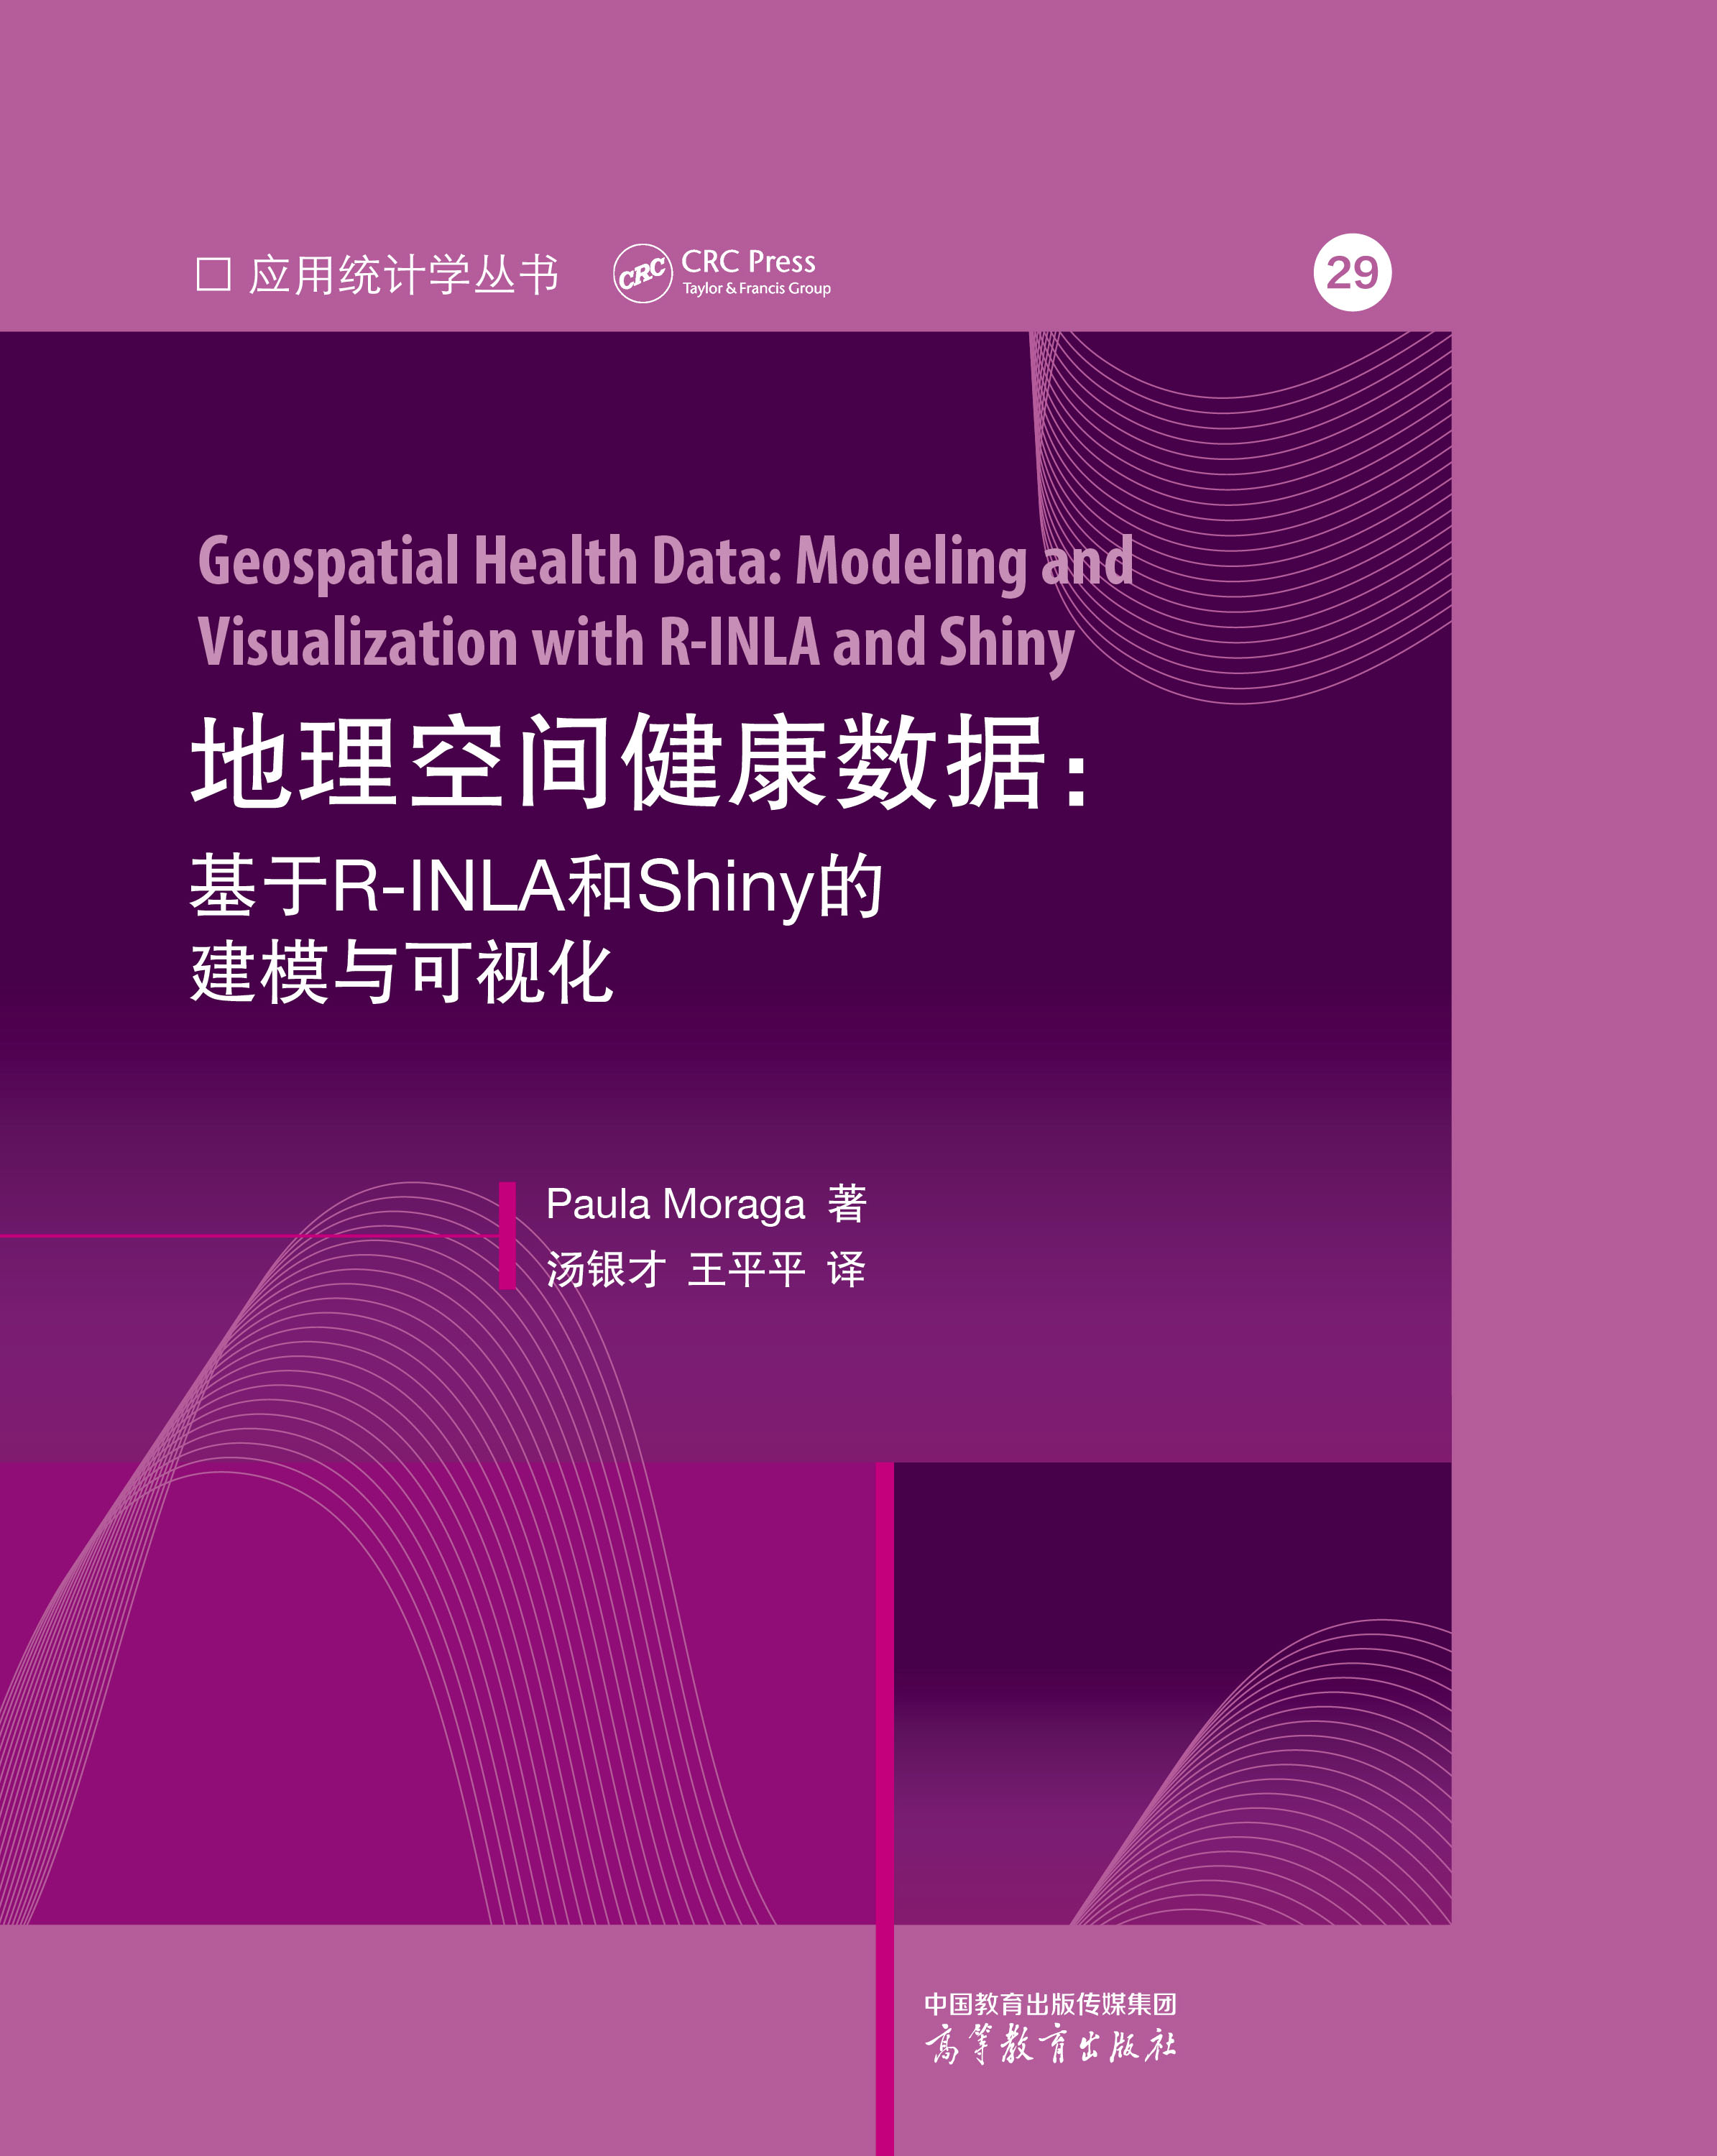 □ 应用统计学丛书
CRC
CRC Press
Taylor & Francis Group
29
Geospatial Health Data: Modeling and
Visualization with R-INLA and Shiny
地理空间健康数据：
基于R-INLA和Shiny的
建模与可视化
Paula Moraga 著
汤银才 王平平 译
中国教育出版传媒集团
高等教育出版社